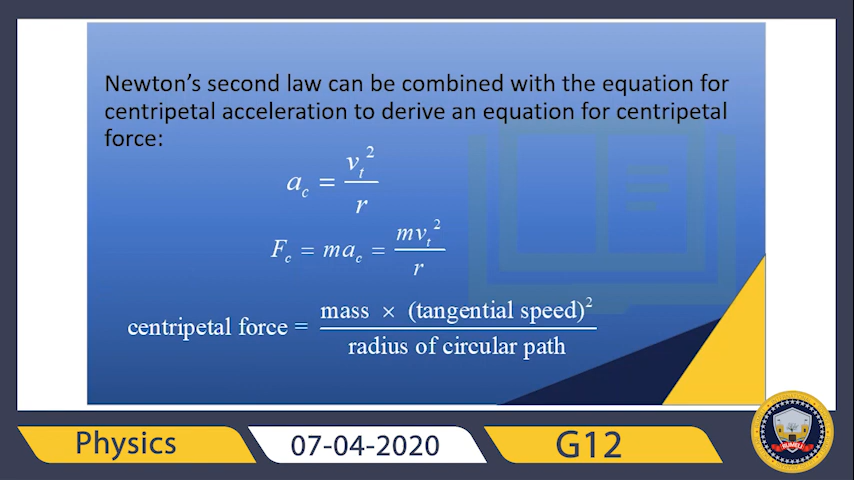 Newton's second law can be combined with the equation for
centripetal acceleration to derive an equation for centripetal
force:
a_c = v_t^2 / r
F_c = ma_c = mv_t^2 / r
centripetal force = mass × (tangential speed)^2 / radius of circular path
Physics
07-04-2020
G12